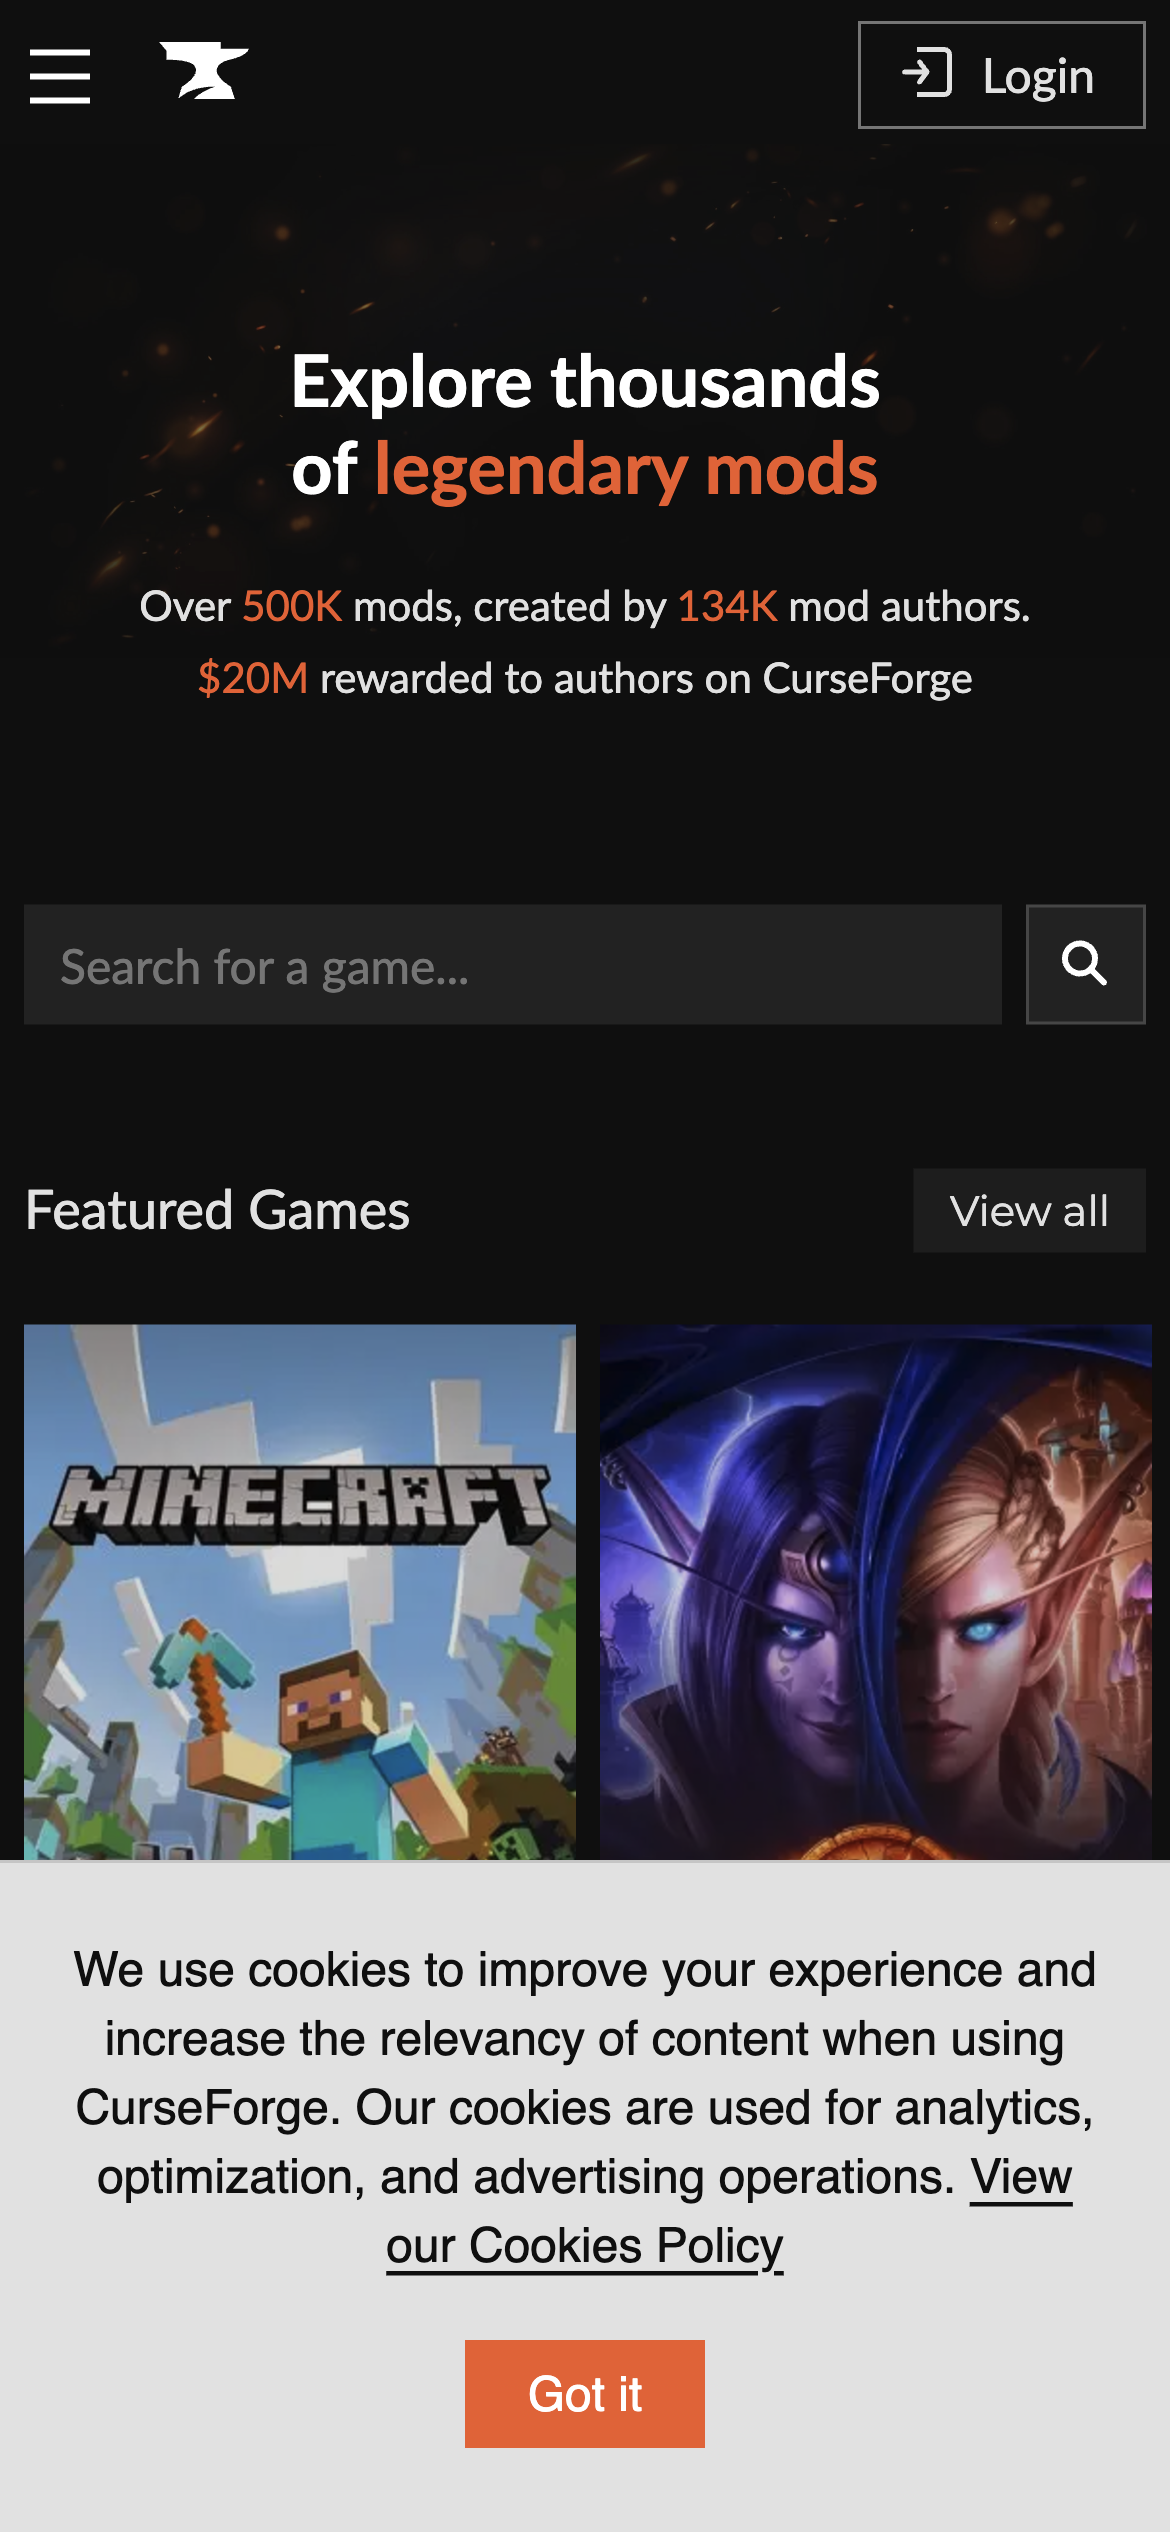 Login
Explore thousands
of legendary mods
Over 500K mods, created by 134K mod authors.
$20M rewarded to authors on CurseForge
Search for a game...
Featured Games
View all
MINECRAFT
We use cookies to improve your experience and
increase the relevancy of content when using
CurseForge. Our cookies are used for analytics,
optimization, and advertising operations. View
our Cookies Policy
Got it